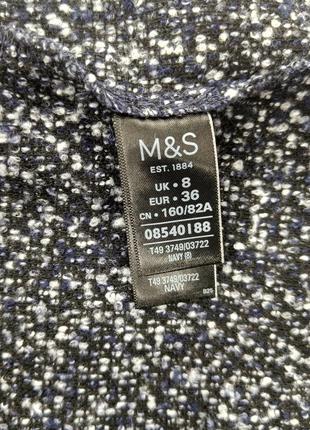 M&S
EST. 1884
UK • 8
EUR • 36
CN • 160/82A
08540188
T49 3749/03722
NAVY (8)
T49 3749/03722
NAVY